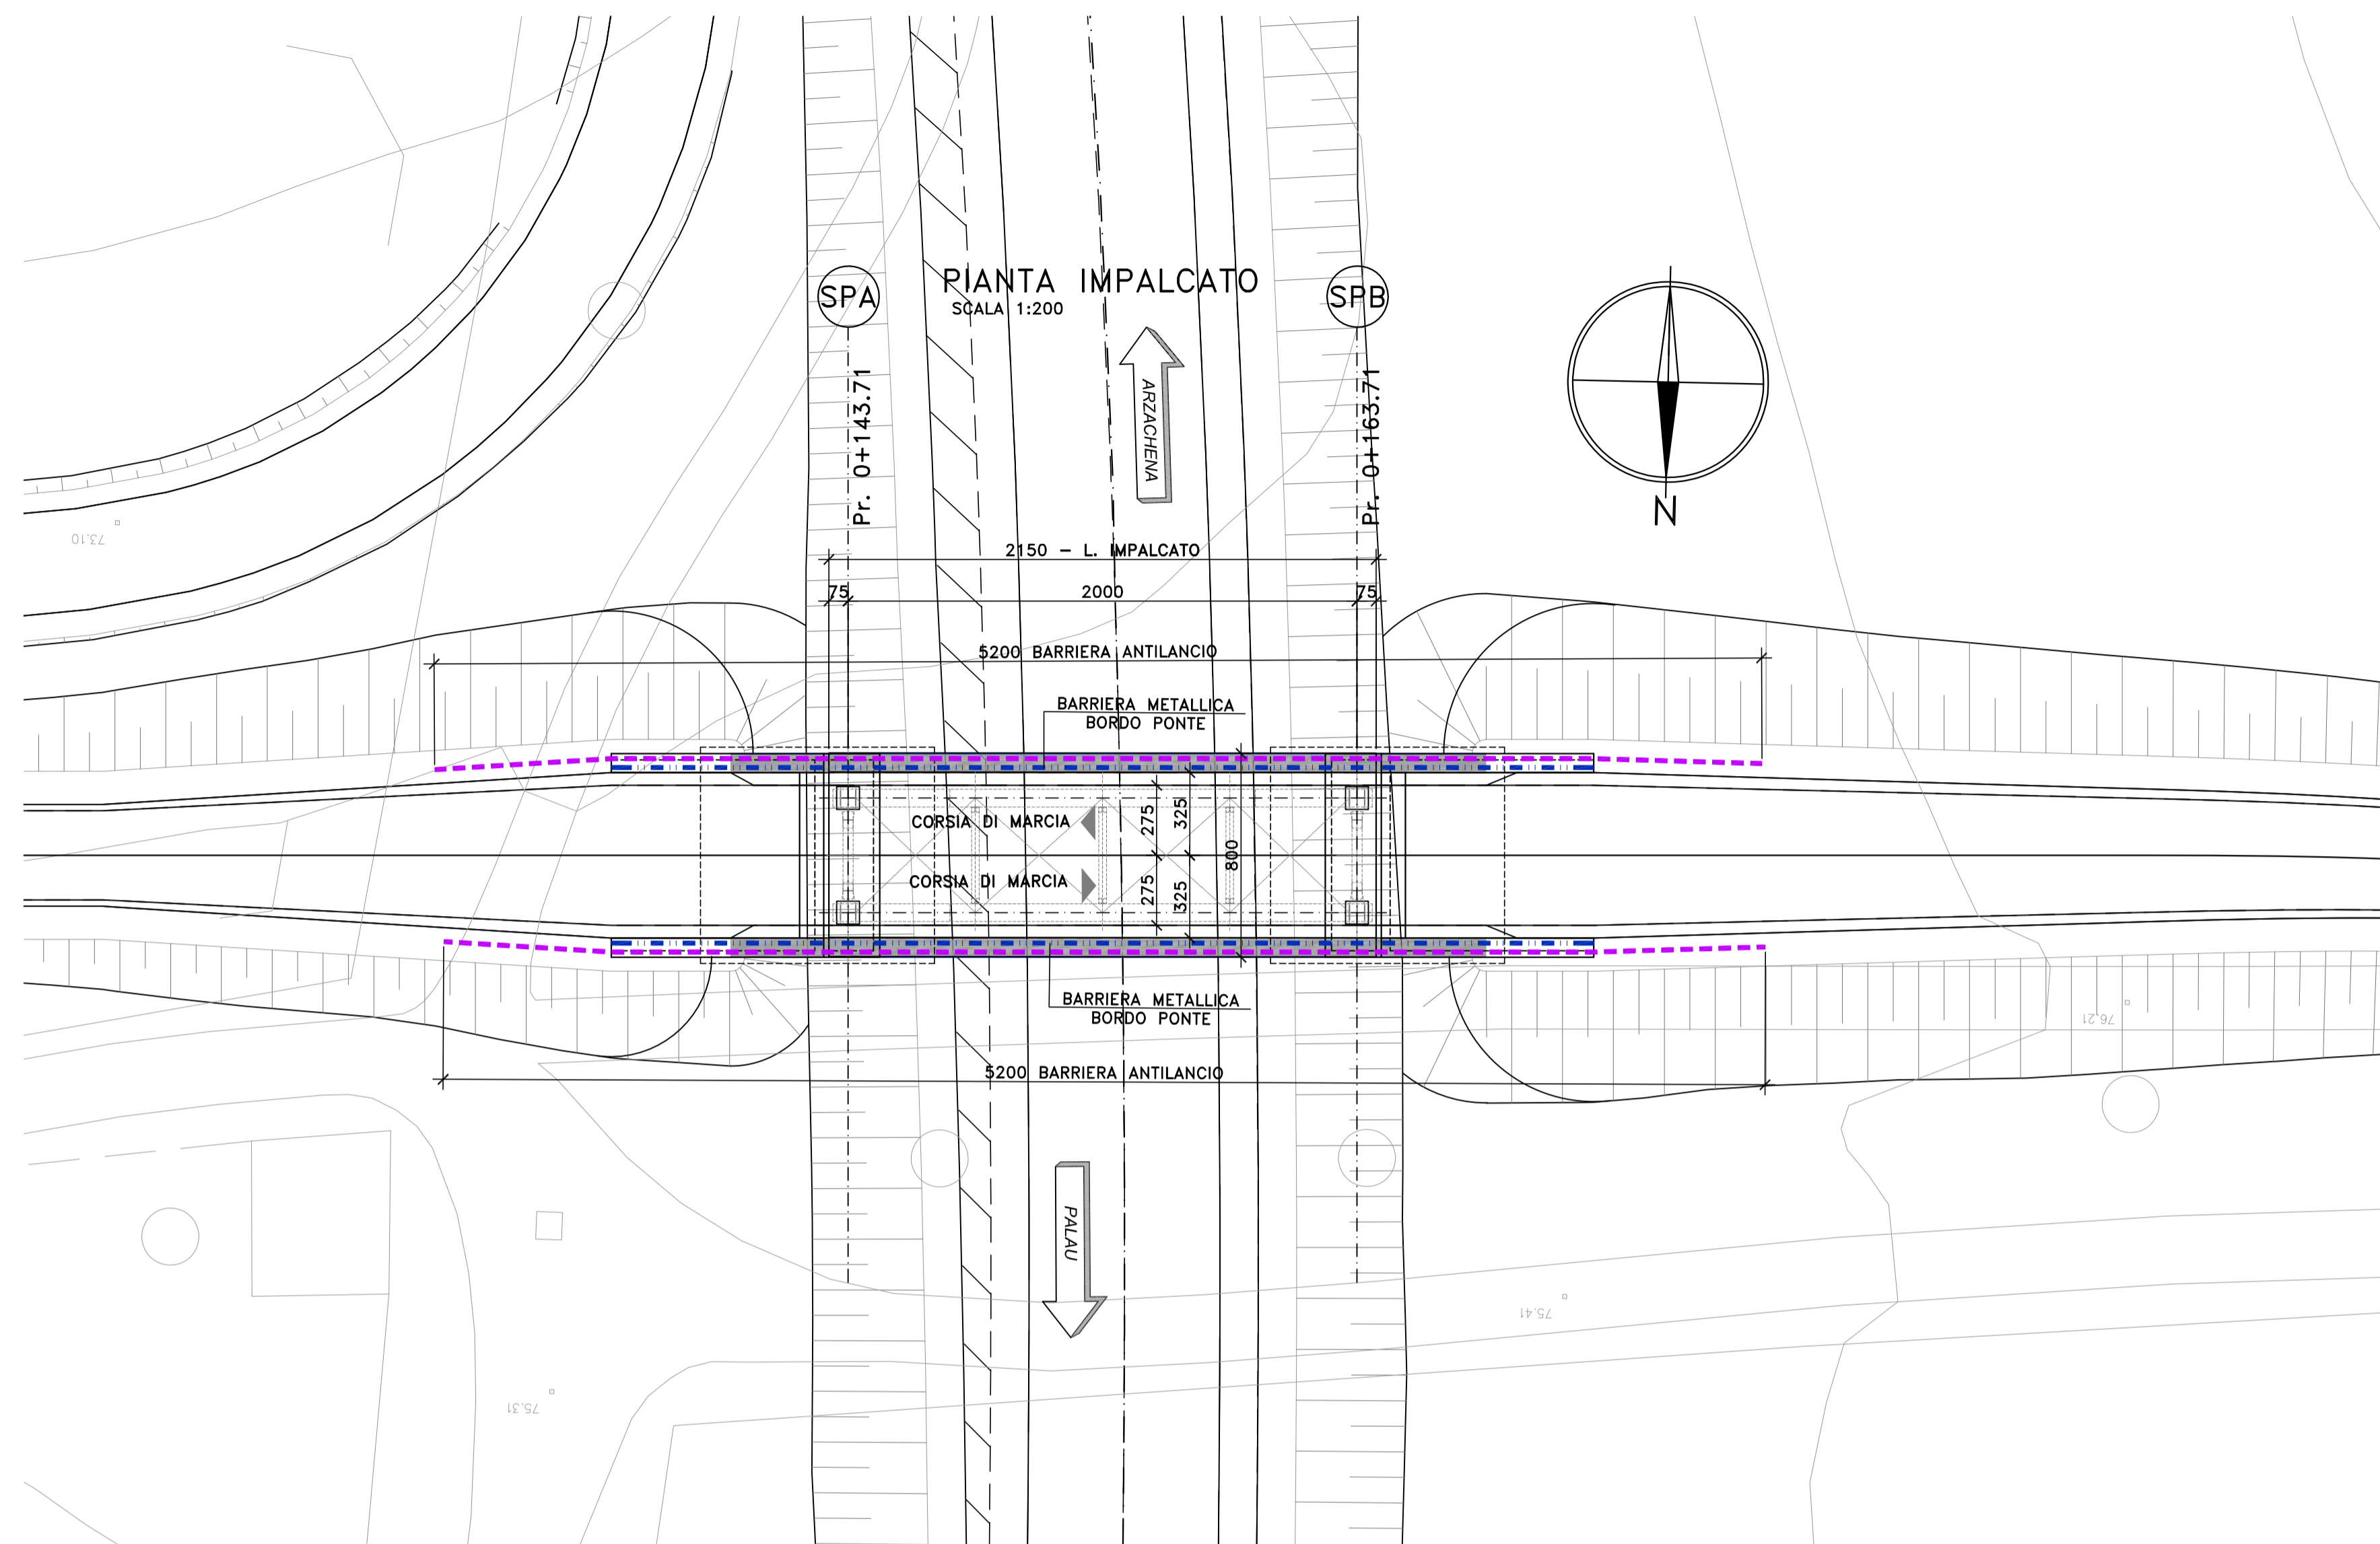 PIANTA IMPALCATO
SCALA 1:200
SPA
SPB
Pr. 0+143.71
Pr. 0+163.71
ARZACHENA
N
73.10
2150 - L. IMPALCATO
75
2000
75
5200 BARRIERA ANTILANCIO
BARRIERA METALLICA
BORDO PONTE
CORSIA DI MARCIA
275
325
800
CORSIA DI MARCIA
275
325
BARRIERA METALLICA
BORDO PONTE
76.21
5200 BARRIERA ANTILANCIO
PALAU
75.41
75.31